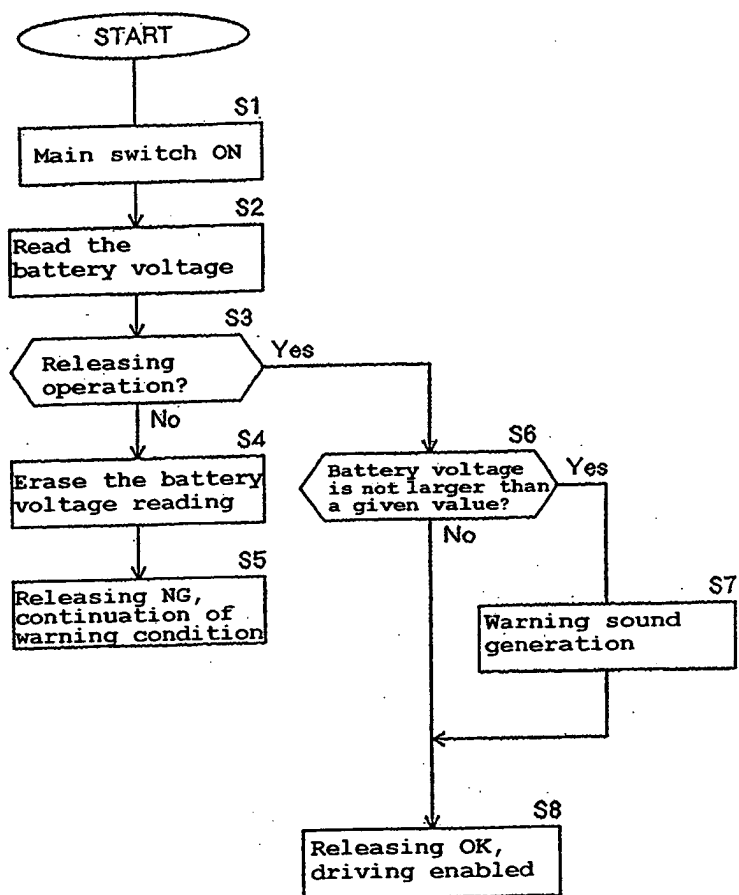 START
S1
Main switch ON
S2
Read the
battery voltage
S3
Releasing
operation?
Yes
No
S4
Erase the battery
voltage reading
S5
Releasing NG,
continuation of
warning condition
S6
Battery voltage
is not larger than
a given value?
Yes
No
S7
Warning sound
generation
S8
Releasing OK,
driving enabled